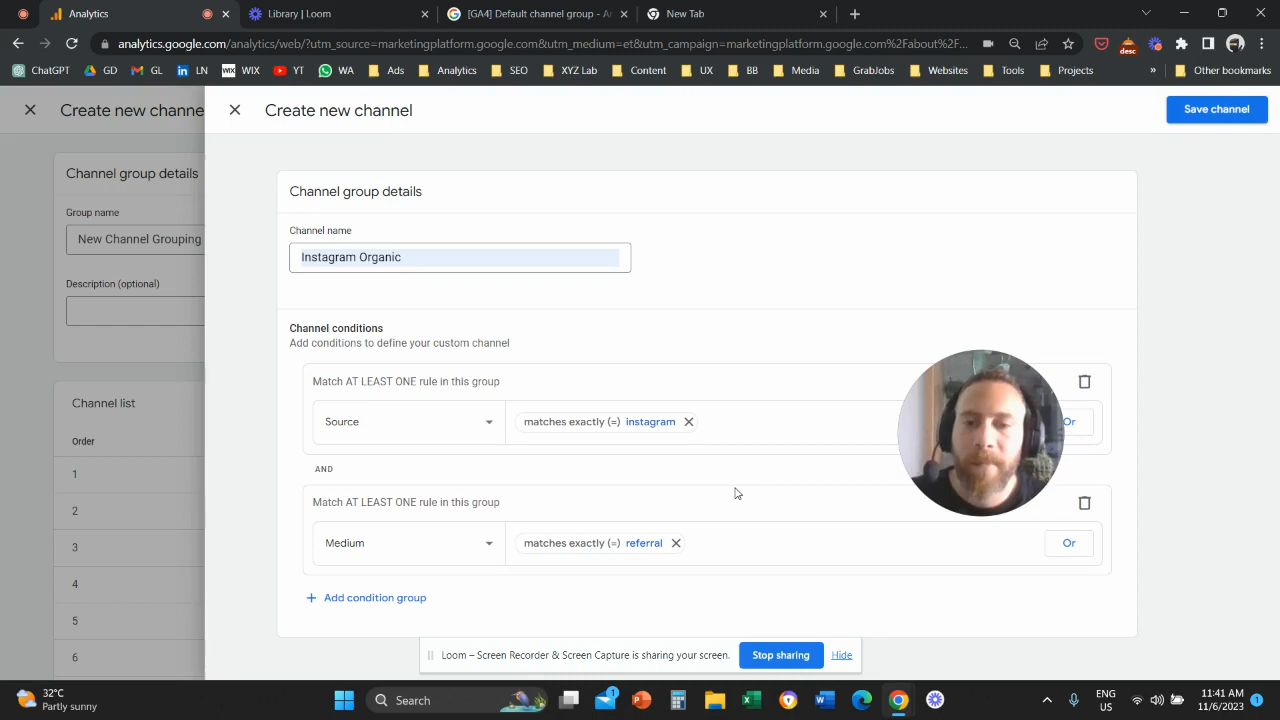 Analytics
Library | Loom
[GA4] Default channel group - An
New Tab
analytics.google.com/analytics/web/?utm_source=marketingplatform.google.com&utm_medium=et&utm_campaign=marketingplatform.google.com%2Fabout%2F...
desc
ChatGPT
GD
GL
LN
WIX
YT
WA
Ads
Analytics
SEO
XYZ Lab
Content
UX
BB
Media
GrabJobs
Websites
Tools
Projects
»
Other bookmarks
Create new channe
Create new channel
Save channel
Channel group details
Group name
New Channel Grouping
Description (optional)
Channel list
Order
1
2
3
4
5
6
Channel group details
Channel name
Instagram Organic
Channel conditions
Add conditions to define your custom channel
Match AT LEAST ONE rule in this group
Source
matches exactly (=) instagram
Or
AND
Match AT LEAST ONE rule in this group
Medium
matches exactly (=) referral
Or
+ Add condition group
Loom – Screen Recorder & Screen Capture is sharing your screen.
Stop sharing
Hide
32°C
Partly sunny
Search
1
ENG
US
11:41 AM
11/6/2023
1